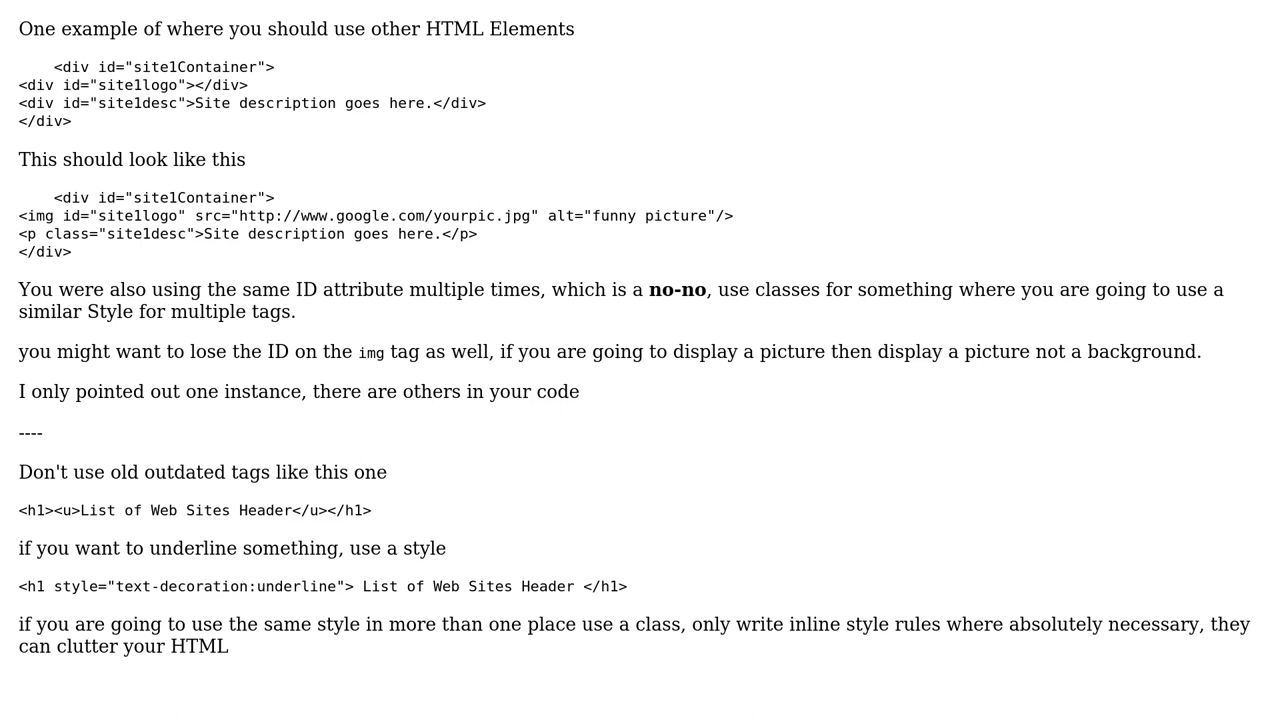 One example of where you should use other HTML Elements
    <div id="site1Container">
<div id="site1logo"></div>
<div id="site1desc">Site description goes here.</div>
</div>
This should look like this
    <div id="site1Container">
<img id="site1logo" src="http://www.google.com/yourpic.jpg" alt="funny picture"/>
<p class="site1desc">Site description goes here.</p>
</div>
You were also using the same ID attribute multiple times, which is a no-no, use classes for something where you are going to use a
similar Style for multiple tags.
you might want to lose the ID on the img tag as well, if you are going to display a picture then display a picture not a background.
I only pointed out one instance, there are others in your code
----
Don't use old outdated tags like this one
<h1><u>List of Web Sites Header</u></h1>
if you want to underline something, use a style
<h1 style="text-decoration:underline"> List of Web Sites Header </h1>
if you are going to use the same style in more than one place use a class, only write inline style rules where absolutely necessary, they
can clutter your HTML